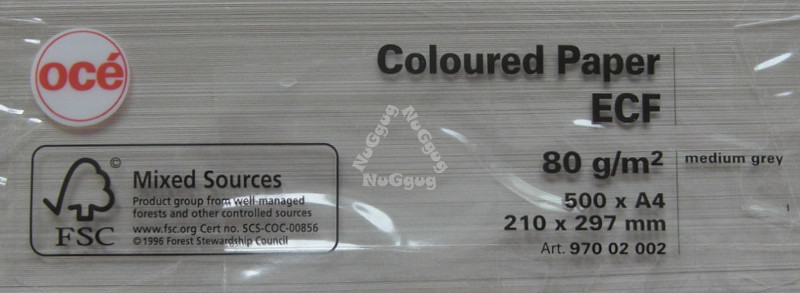 océ
Coloured Paper
ECF
80 g/m²
medium grey
500 x A4
210 x 297 mm
Art. 970 02 002
©
FSC
Mixed Sources
Product group from well-managed
forests and other controlled sources
www.fsc.org Cert no. SCS-COC-00856
©1996 Forest Stewardship Council
NuGgug
NuGgug
NuGgug